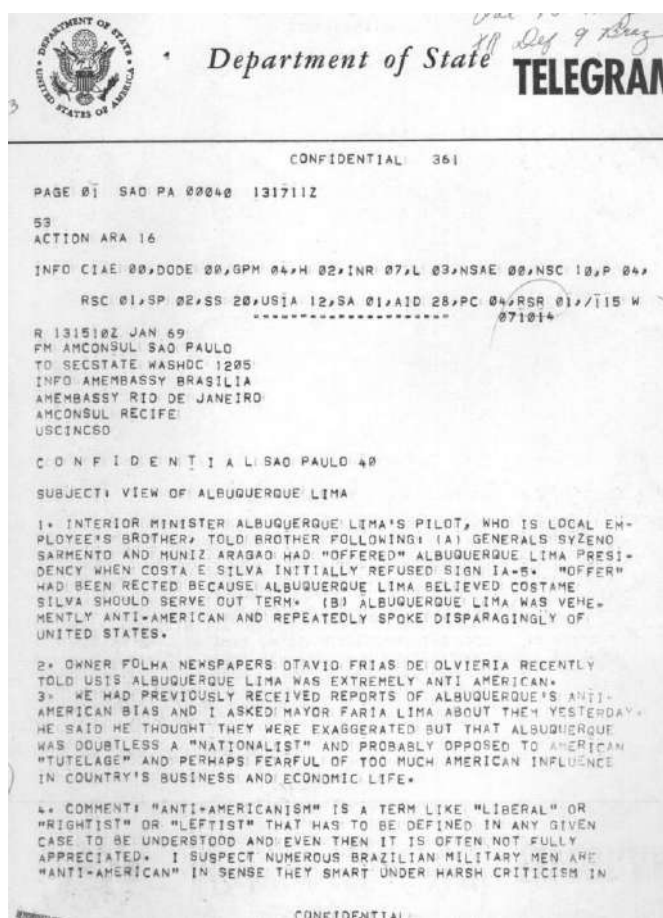 DEPARTMENT OF STATE
UNITED STATES OF AMERICA
Def 9 Braz
Department of State TELEGRAM
3
CONFIDENTIAL 361
PAGE 01 SAO PA 00040 131711Z
53
ACTION ARA 16
INFO CIAE 00,DODE 00,GPM 04,H 02,INR 07,L 03,NSAE 00,NSC 10,P 04,
RSC 01,SP 02,SS 20,USIA 12,SA 01,AID 28,PC 04,RSR 01,/115 W
071014
R 131510Z JAN 69
FM AMCONSUL SAO PAULO
TO SECSTATE WASHDC 1205
INFO AMEMBASSY BRASILIA
AMEMBASSY RIO DE JANEIRO
AMCONSUL RECIFE
USCINCSO
C O N F I D E N T I A L SAO PAULO 40
SUBJECT: VIEW OF ALBUQUERQUE LIMA
1. INTERIOR MINISTER ALBUQUERQUE LIMA'S PILOT, WHO IS LOCAL EM-
PLOYEE'S BROTHER, TOLD BROTHER FOLLOWING: (A) GENERALS SYZENO
SARMENTO AND MUNIZ ARAGAO HAD "OFFERED" ALBUQUERQUE LIMA PRESI-
DENCY WHEN COSTA E SILVA INITIALLY REFUSED SIGN IA-5. "OFFER"
HAD BEEN RECTED BECAUSE ALBUQUERQUE LIMA BELIEVED COSTAME
SILVA SHOULD SERVE OUT TERM. (B) ALBUQUERQUE LIMA WAS VEHE-
MENTLY ANTI-AMERICAN AND REPEATEDLY SPOKE DISPARAGINGLY OF
UNITED STATES.
2. OWNER FOLHA NEWSPAPERS OTAVIO FRIAS DE OLVIERIA RECENTLY
TOLD USIS ALBUQUERQUE LIMA WAS EXTREMELY ANTI AMERICAN.
3. WE HAD PREVIOUSLY RECEIVED REPORTS OF ALBUQUERQUE'S ANTI-
AMERICAN BIAS AND I ASKED MAYOR FARIA LIMA ABOUT THEM YESTERDAY.
HE SAID HE THOUGHT THEY WERE EXAGGERATED BUT THAT ALBUQUERQUE
WAS DOUBTLESS A "NATIONALIST" AND PROBABLY OPPOSED TO AMERICAN
"TUTELAGE" AND PERHAPS FEARFUL OF TOO MUCH AMERICAN INFLUENCE
IN COUNTRY'S BUSINESS AND ECONOMIC LIFE.
4. COMMENT: "ANTI-AMERICANISM" IS A TERM LIKE "LIBERAL" OR
"RIGHTIST" OR "LEFTIST" THAT HAS TO BE DEFINED IN ANY GIVEN
CASE TO BE UNDERSTOOD AND EVEN THEN IT IS OFTEN NOT FULLY
APPRECIATED. I SUSPECT NUMEROUS BRAZILIAN MILITARY MEN ARE
"ANTI-AMERICAN" IN SENSE THEY SMART UNDER HARSH CRITICISM IN
CONFIDENTIAL